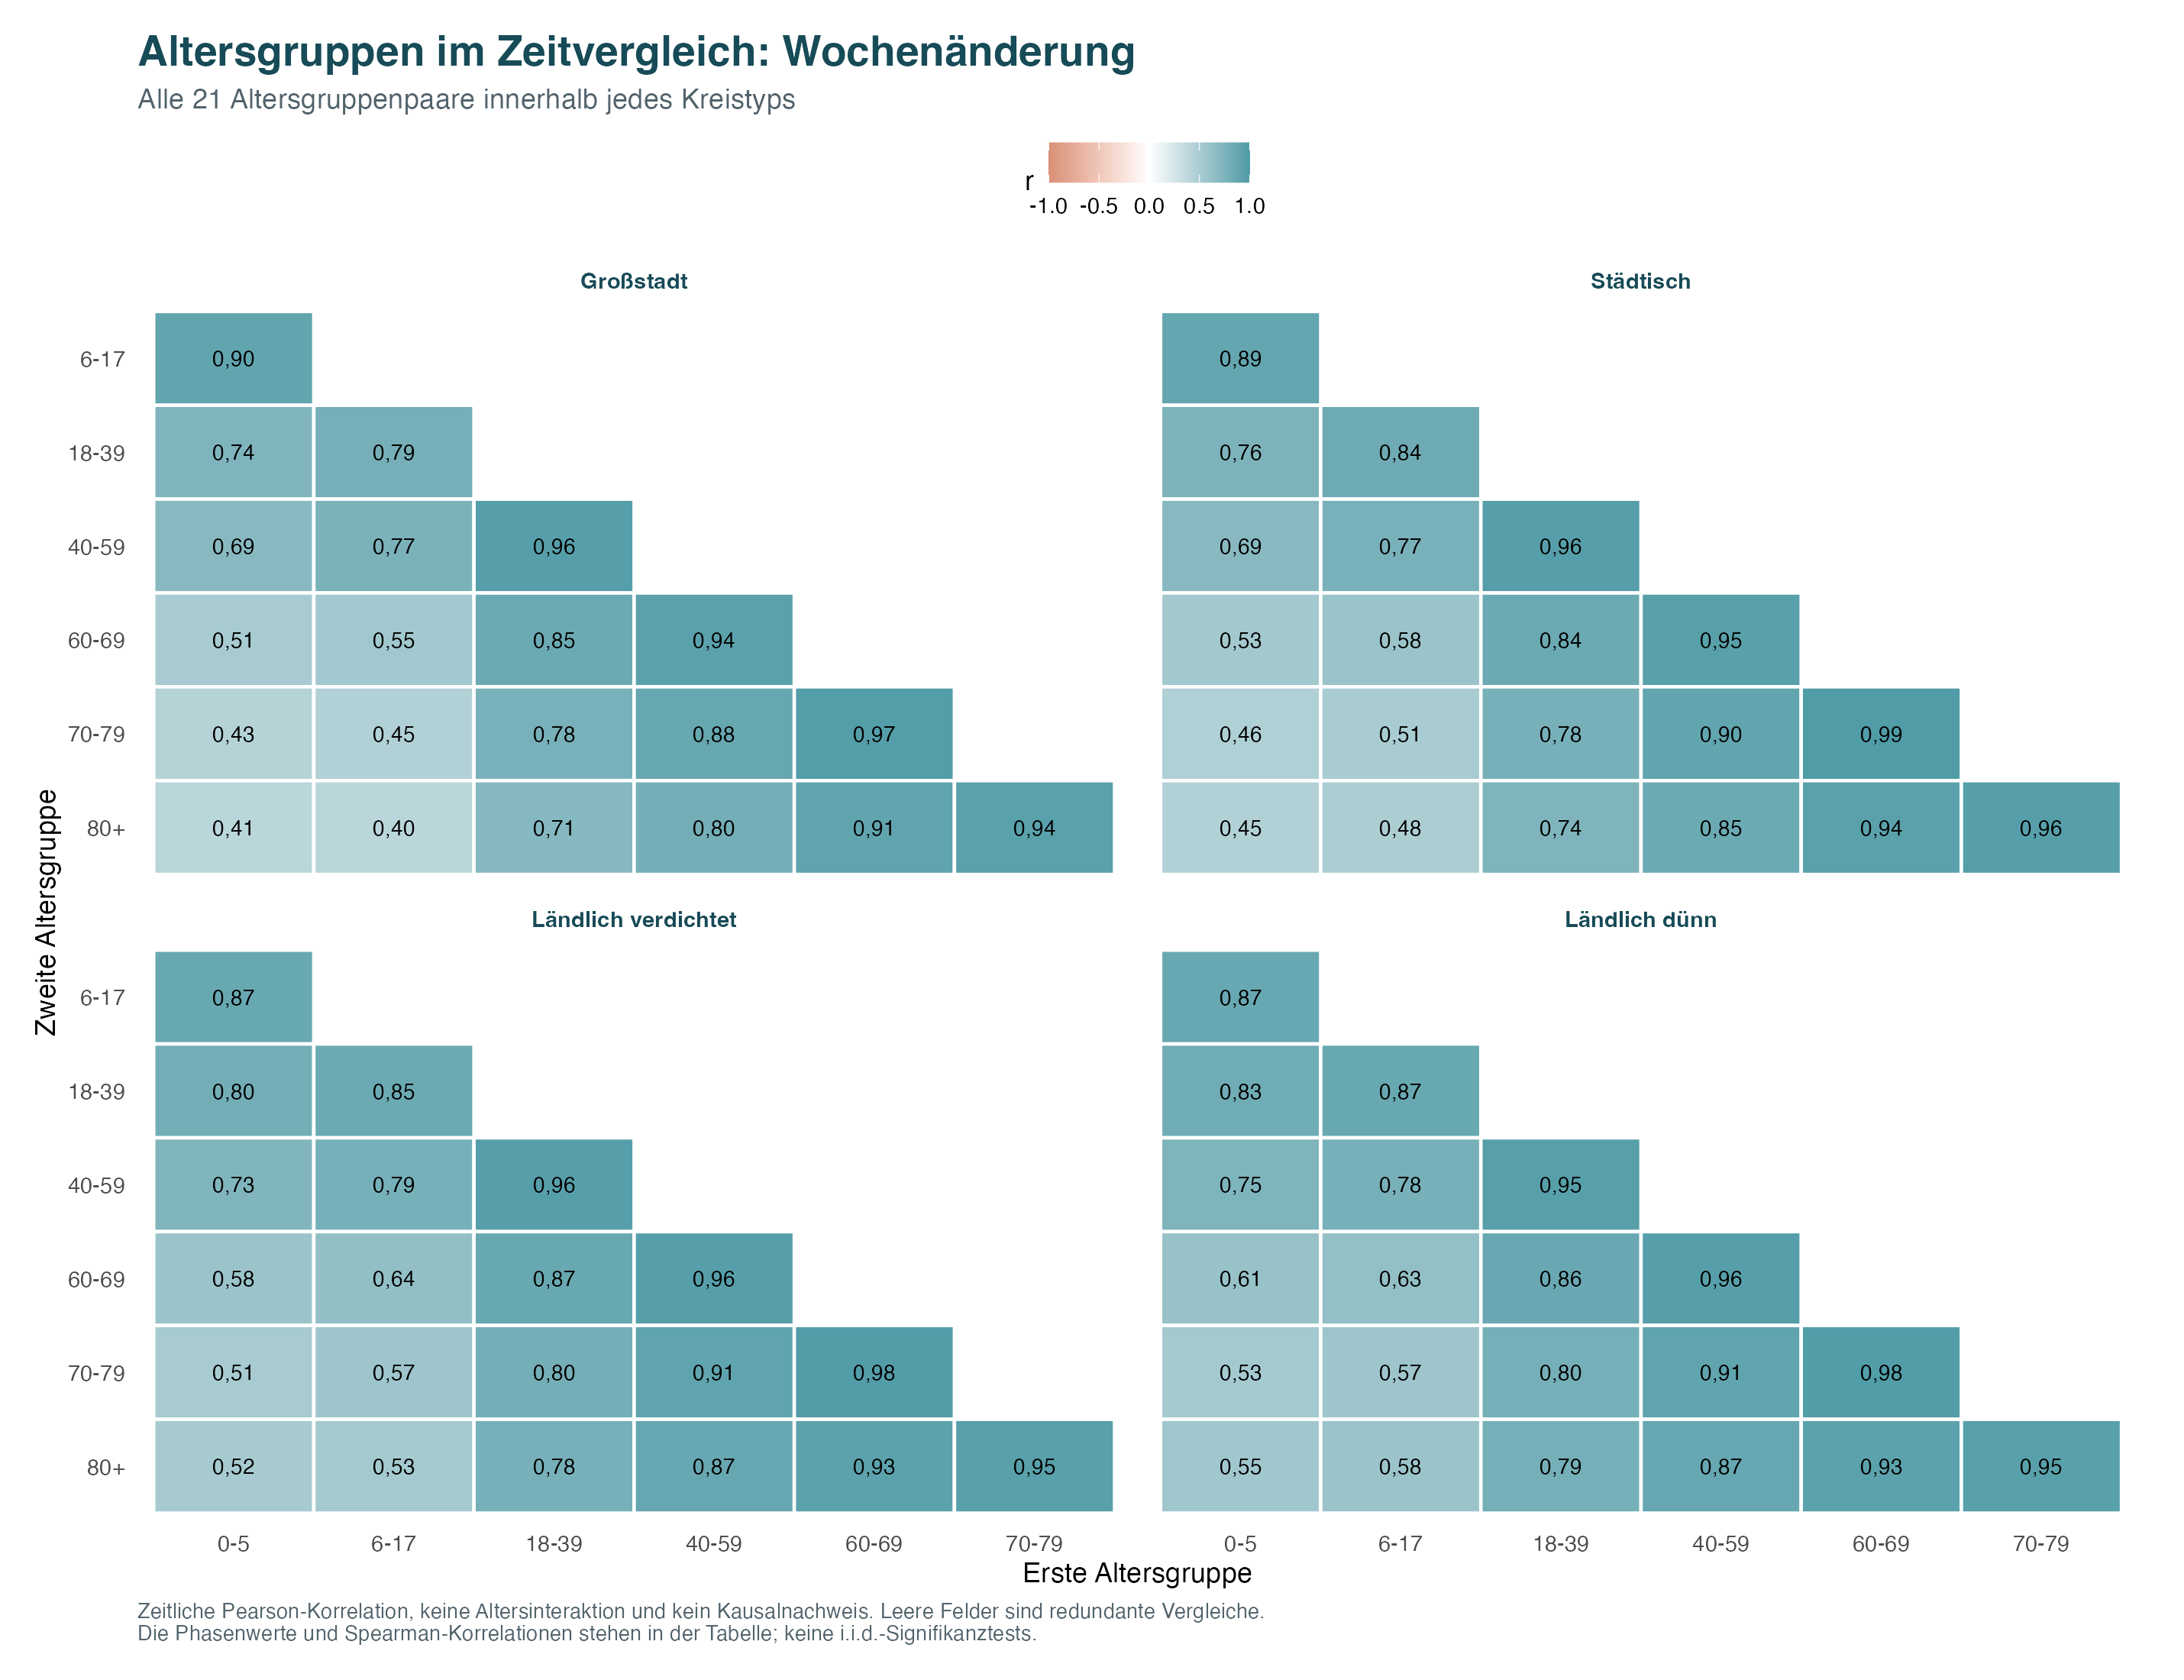 Altersgruppen im Zeitvergleich: Wochenänderung
Alle 21 Altersgruppenpaare innerhalb jedes Kreistyps
r
-1.0 -0.5 0.0 0.5 1.0
Großstadt
6-17 0,90
18-39 0,74 0,79
40-59 0,69 0,77 0,96
60-69 0,51 0,55 0,85 0,94
70-79 0,43 0,45 0,78 0,88 0,97
80+ 0,41 0,40 0,71 0,80 0,91 0,94
Städtisch
0,89
0,76 0,84
0,69 0,77 0,96
0,53 0,58 0,84 0,95
0,46 0,51 0,78 0,90 0,99
0,45 0,48 0,74 0,85 0,94 0,96
Zweite Altersgruppe
Ländlich verdichtet
6-17 0,87
18-39 0,80 0,85
40-59 0,73 0,79 0,96
60-69 0,58 0,64 0,87 0,96
70-79 0,51 0,57 0,80 0,91 0,98
80+ 0,52 0,53 0,78 0,87 0,93 0,95
0-5 6-17 18-39 40-59 60-69 70-79
Ländlich dünn
0,87
0,83 0,87
0,75 0,78 0,95
0,61 0,63 0,86 0,96
0,53 0,57 0,80 0,91 0,98
0,55 0,58 0,79 0,87 0,93 0,95
0-5 6-17 18-39 40-59 60-69 70-79
Erste Altersgruppe
Zeitliche Pearson-Korrelation, keine Altersinteraktion und kein Kausalnachweis. Leere Felder sind redundante Vergleiche.
Die Phasenwerte und Spearman-Korrelationen stehen in der Tabelle; keine i.i.d.-Signifikanztests.